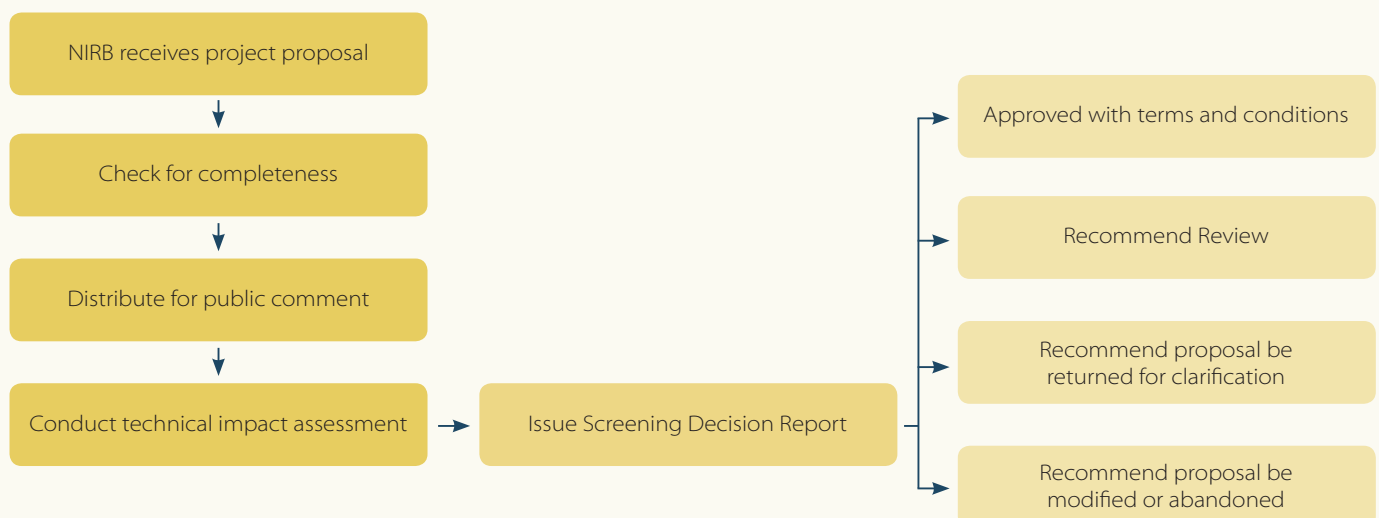 NIRB receives project proposal
Check for completeness
Distribute for public comment
Conduct technical impact assessment
Issue Screening Decision Report
Approved with terms and conditions
Recommend Review
Recommend proposal be
returned for clarification
Recommend proposal be
modified or abandoned